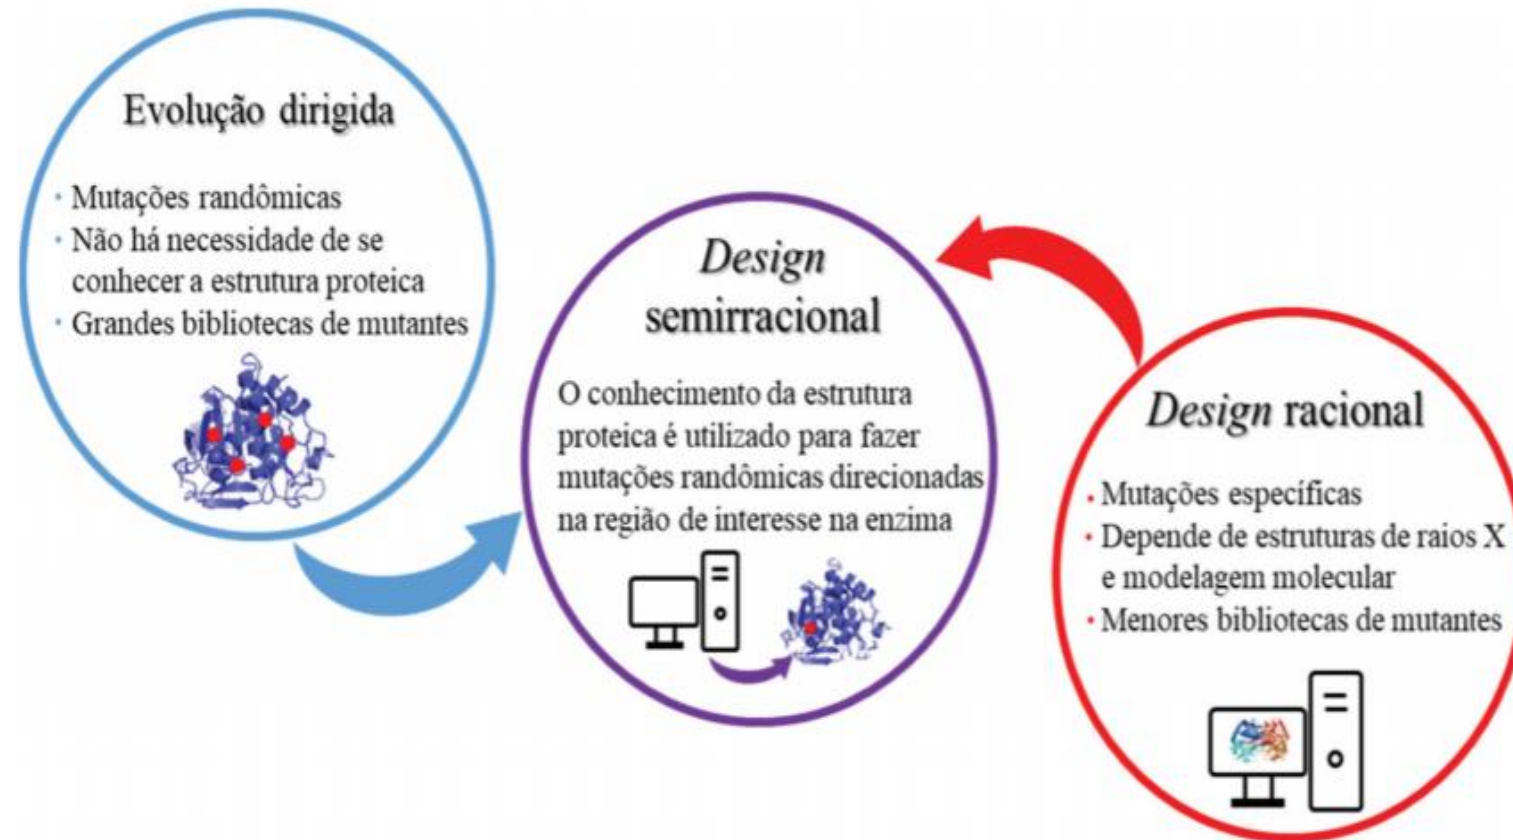 Evolução dirigida
• Mutações randômicas
• Não há necessidade de se
conhecer a estrutura proteica
• Grandes bibliotecas de mutantes
Design
semirracional
O conhecimento da estrutura
proteica é utilizado para fazer
mutações randômicas direcionadas
na região de interesse na enzima
Design racional
• Mutações específicas
• Depende de estruturas de raios X
e modelagem molecular
• Menores bibliotecas de mutantes